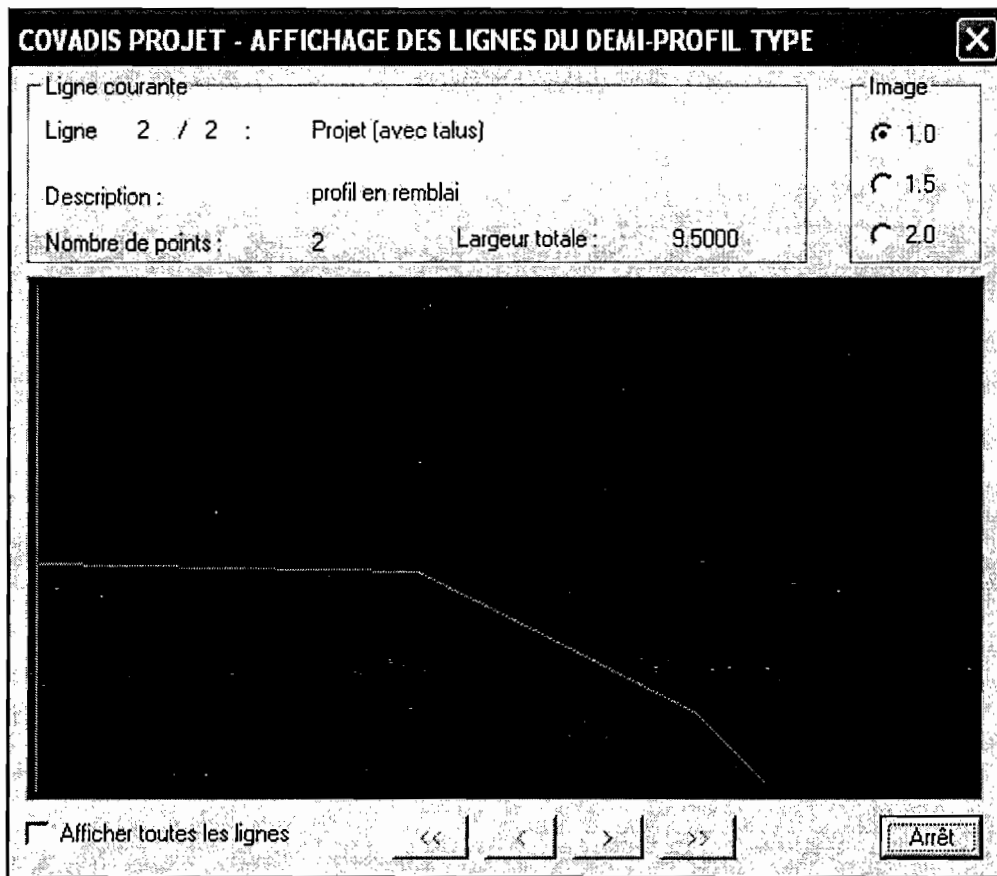 COVADIS PROJET - AFFICHAGE DES LIGNES DU DEMI-PROFIL TYPE
Ligne courante
Ligne 2 / 2 : Projet (avec talus)
Description : profil en remblai
Nombre de points : 2 Largeur totale : 9.5000
Image
1.0
1.5
2.0
Afficher toutes les lignes
<< < > >>
Arrêt